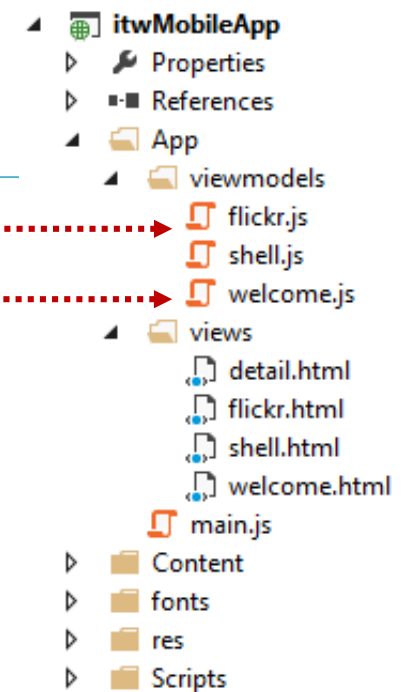 itwMobileApp
Properties
References
App
viewmodels
flickr.js
shell.js
welcome.js
views
detail.html
flickr.html
shell.html
welcome.html
main.js
Content
fonts
res
Scripts